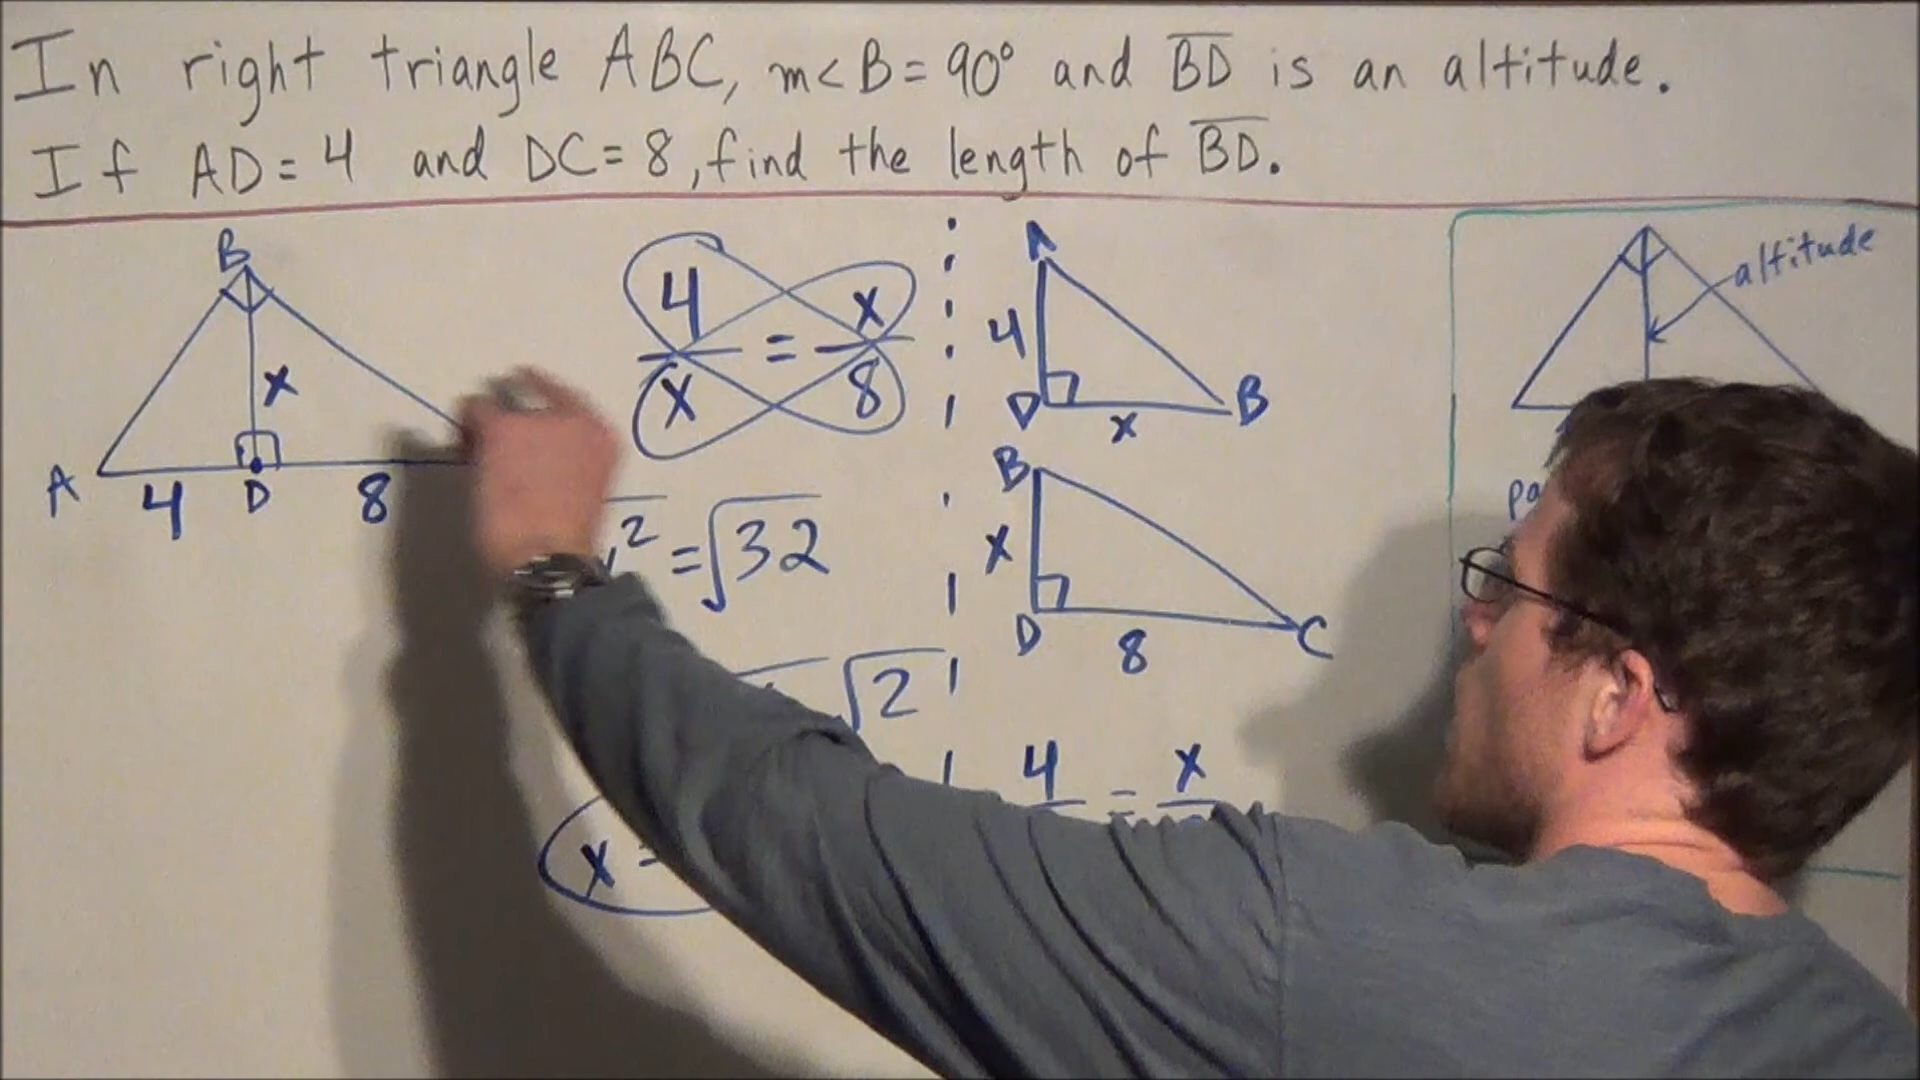 In right triangle ABC, m<B=90° and BD is an altitude.
If AD=4 and DC=8, find the length of BD.
B
x
A 4 D 8
4/x = x/8
² = √32
√2
x =
A
4
D x B
B
x
D 8 C
4 = x
altitude